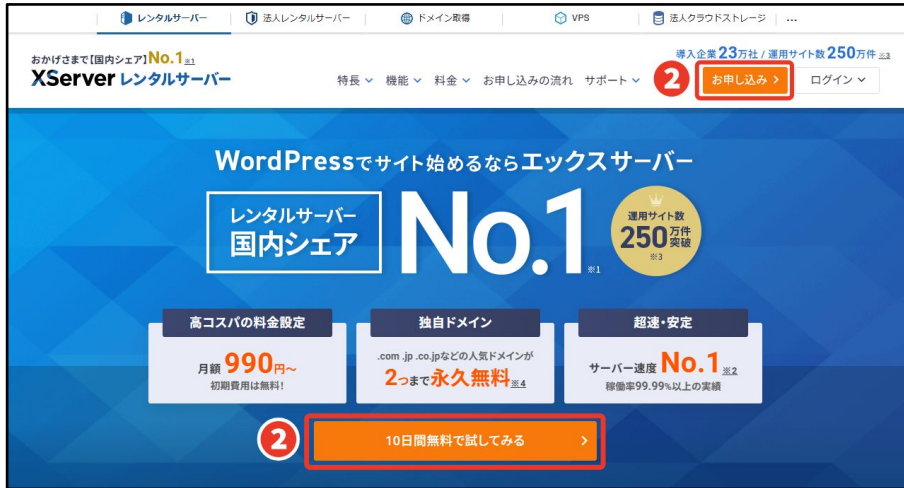 レンタルサーバー 法人レンタルサーバー ドメイン取得 VPS 法人クラウドストレージ ...
おかげさまで【国内シェア】No.1※1
導入企業23万社 / 運用サイト数250万件 ※3
XServer レンタルサーバー
特長 機能 料金 お申し込みの流れ サポート
2 お申し込み ログイン
WordPressでサイト始めるならエックスサーバー
レンタルサーバー
国内シェア
No.1 ※1
運用サイト数
250万件突破
※3
高コスパの料金設定
月額990円〜
初期費用は無料!
独自ドメイン
.com .jp .co.jpなどの人気ドメインが
2つまで永久無料※4
超速・安定
サーバー速度 No.1 ※2
稼働率99.99%以上の実績
2 10日間無料で試してみる